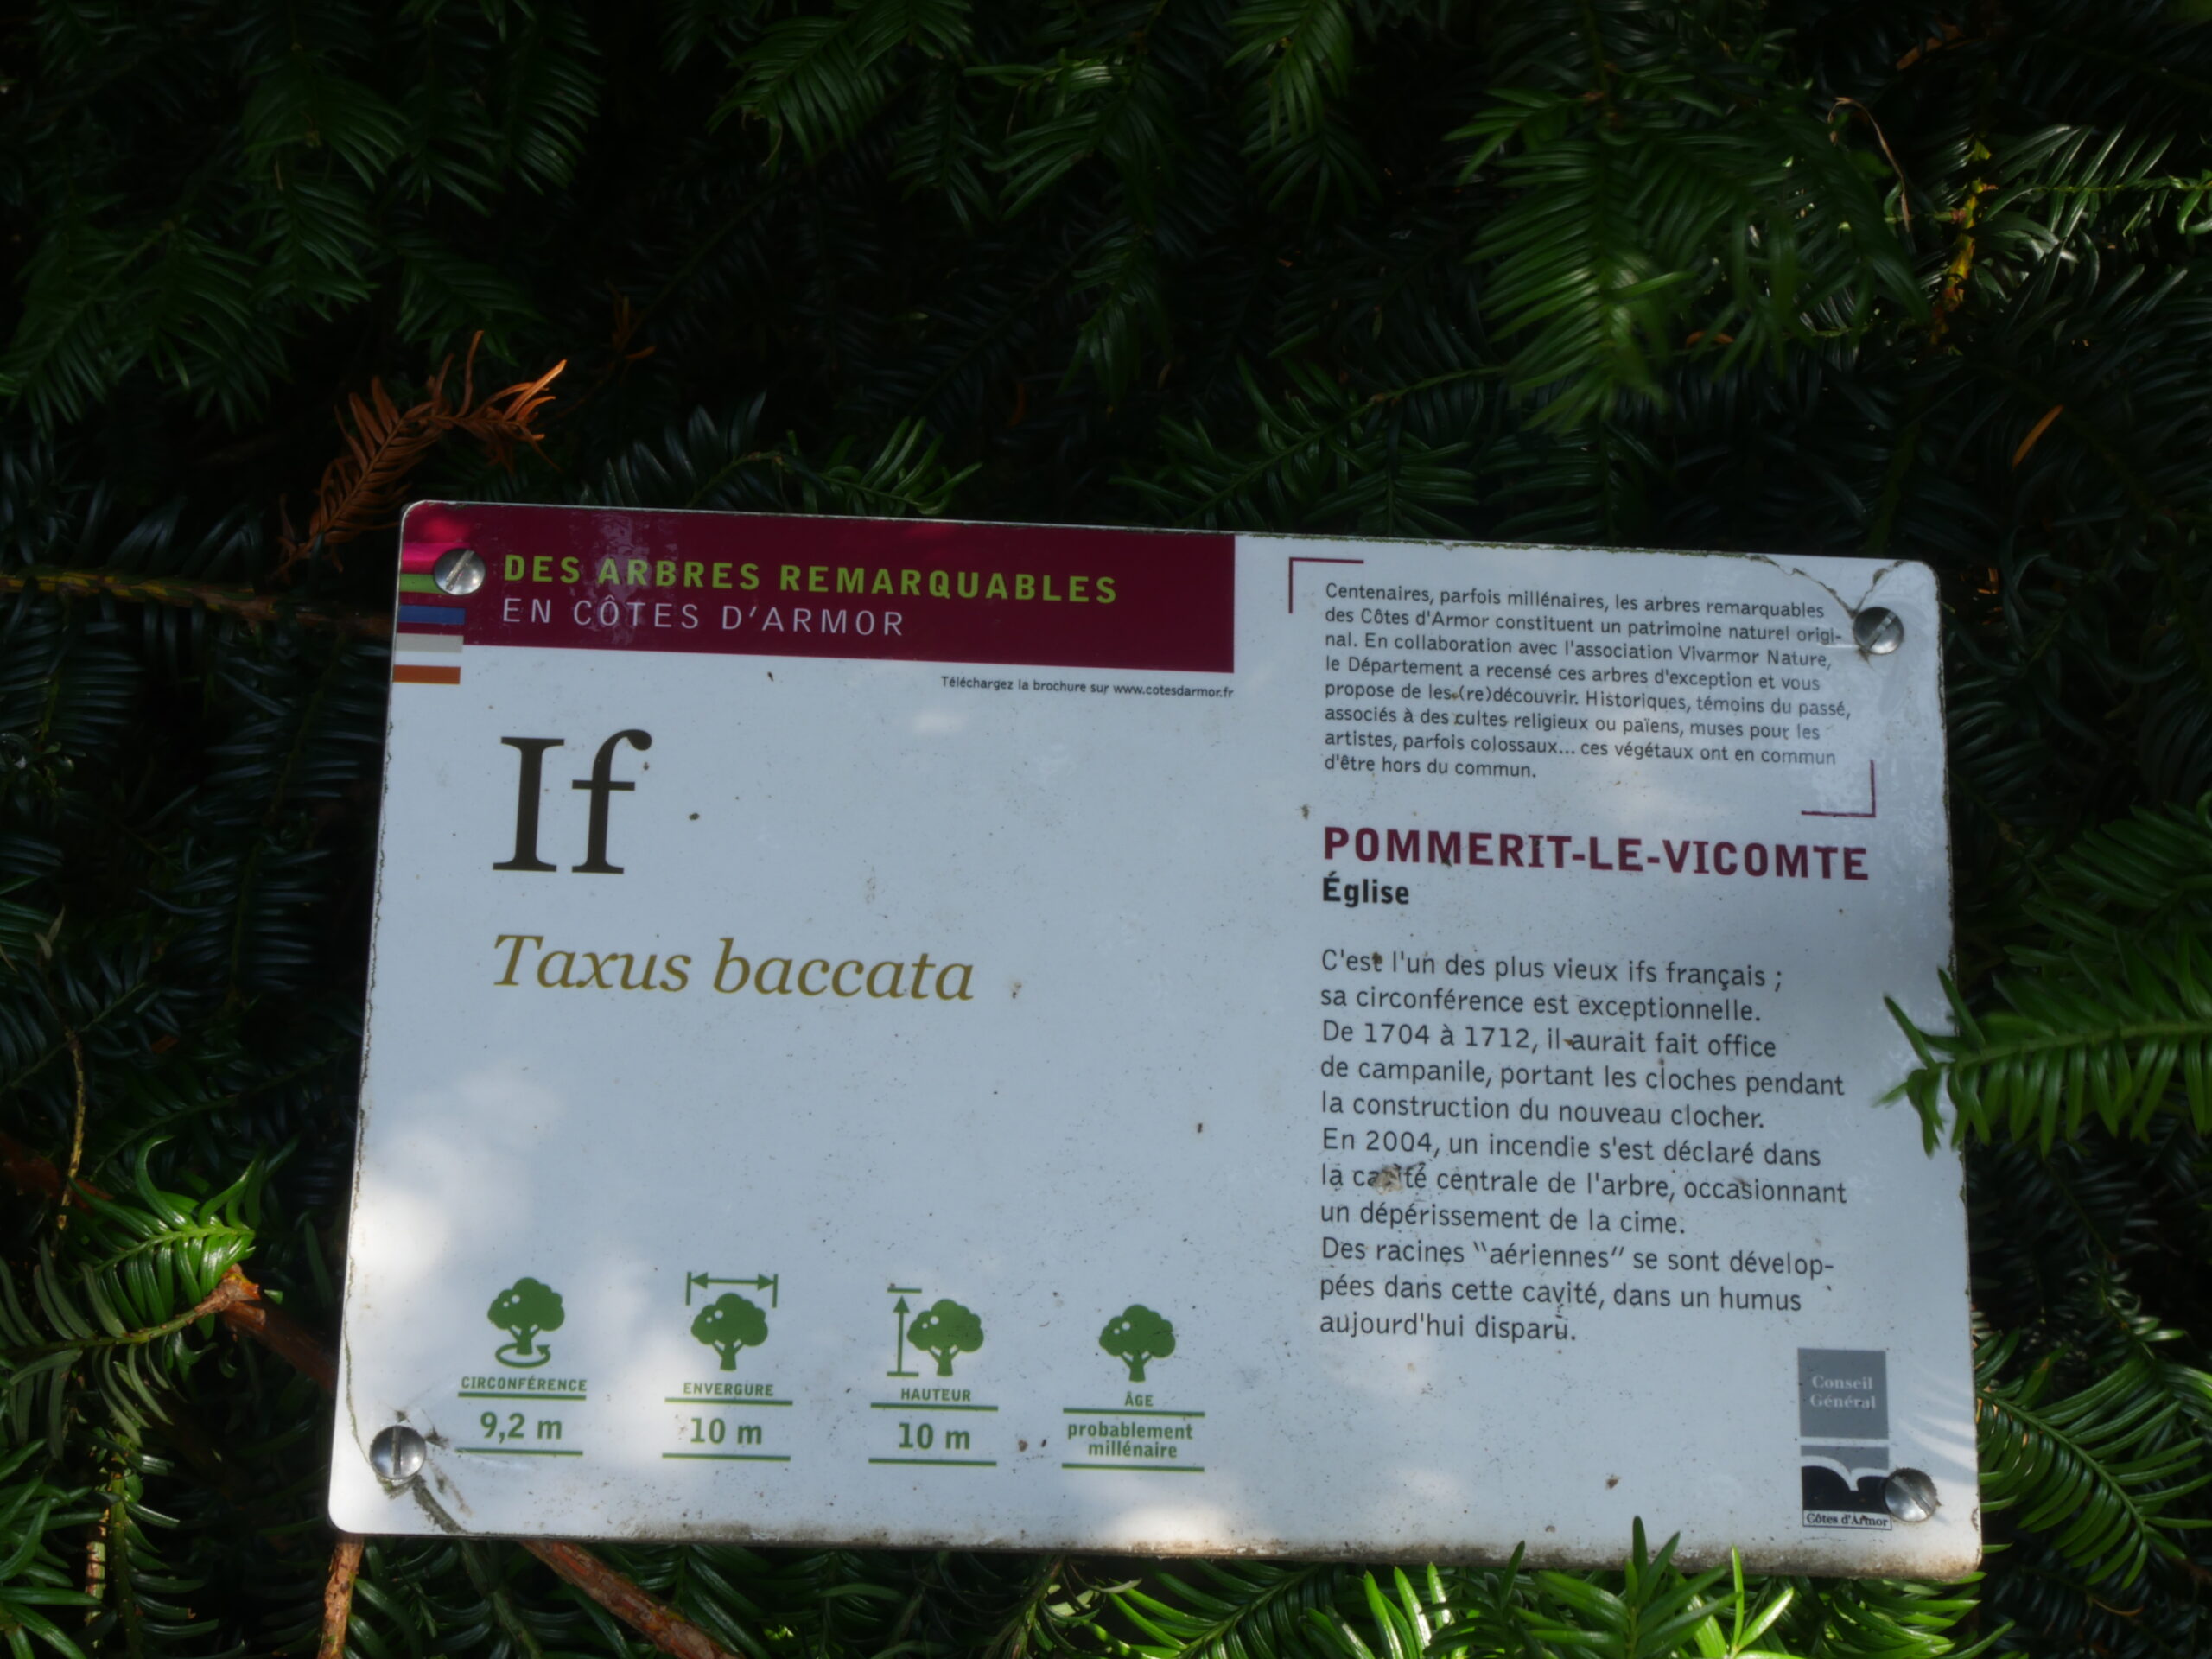 DES ARBRES REMARQUABLES
EN CÔTES D'ARMOR
Téléchargez la brochure sur www.cotesdarmor.fr
If
Taxus baccata
CIRCONFÉRENCE
9,2 m
ENVERGURE
10 m
HAUTEUR
10 m
ÂGE
probablement
millénaire
Centenaires, parfois millénaires, les arbres remarquables
des Côtes d'Armor constituent un patrimoine naturel origi-
nal. En collaboration avec l'association Vivarmor Nature,
le Département a recensé ces arbres d'exception et vous
propose de les (re)découvrir. Historiques, témoins du passé,
associés à des cultes religieux ou païens, muses pour les
artistes, parfois colossaux... ces végétaux ont en commun
d'être hors du commun.
POMMERIT-LE-VICOMTE
Église
C'est l'un des plus vieux ifs français ;
sa circonférence est exceptionnelle.
De 1704 à 1712, il aurait fait office
de campanile, portant les cloches pendant
la construction du nouveau clocher.
En 2004, un incendie s'est déclaré dans
la cavité centrale de l'arbre, occasionnant
un dépérissement de la cime.
Des racines "aériennes" se sont dévelop-
pées dans cette cavité, dans un humus
aujourd'hui disparu.
Conseil
Général
Côtes d'Armor